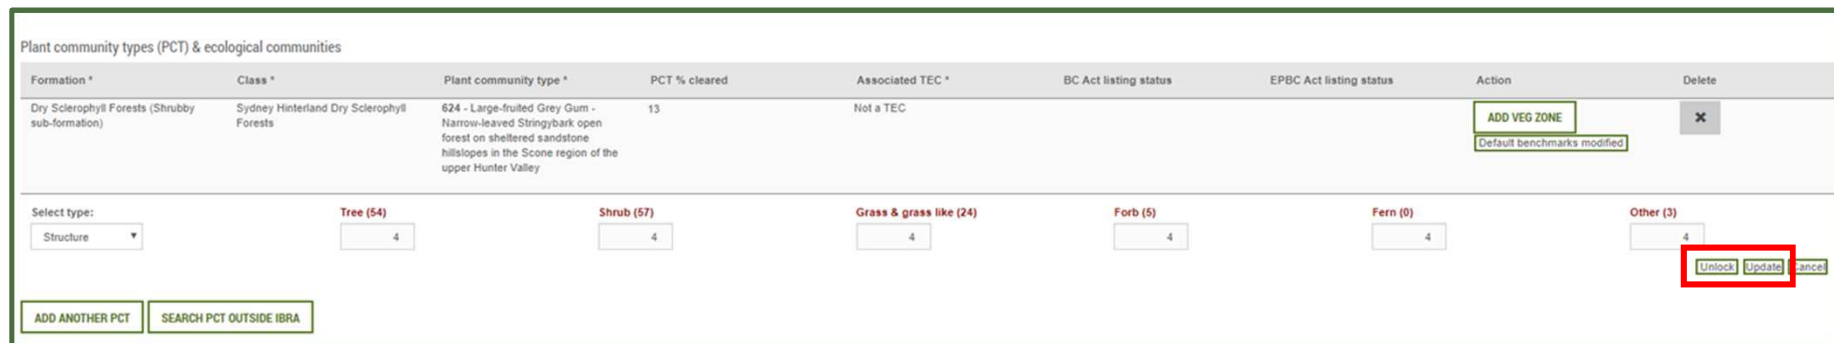 Plant community types (PCT) & ecological communities
Formation * Class * Plant community type * PCT % cleared Associated TEC * BC Act listing status EPBC Act listing status Action Delete
Dry Sclerophyll Forests (Shrubby sub-formation)
Sydney Hinterland Dry Sclerophyll Forests
624 - Large-fruited Grey Gum -
Narrow-leaved Stringybark open
forest on sheltered sandstone
hillslopes in the Scone region of the
upper Hunter Valley
13
Not a TEC
ADD VEG ZONE
Default benchmarks modified
Select type: Tree (54) Shrub (57) Grass & grass like (24) Forb (5) Fern (0) Other (3)
Structure 4 4 4 4 4 4
Unlock Update Cancel
ADD ANOTHER PCT SEARCH PCT OUTSIDE IBRA